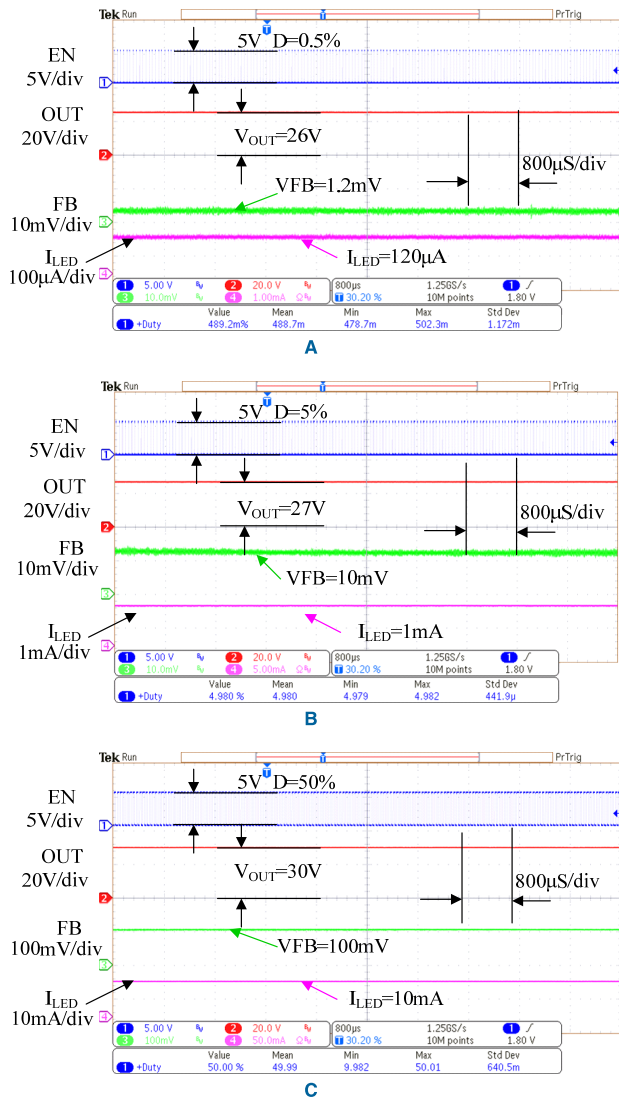 Tek Run PrTrig
EN
5V/div
5V D=0.5%
OUT
20V/div
VOUT=26V
800µS/div
FB
10mV/div
VFB=1.2mV
ILED
100µA/div
ILED=120µA
1 5.00 V 2 20.0 V 800µs 1.25GS/s 1
3 10.0mV 4 1.00mA Ω T 30.20 % 10M points 1.80 V
Value Mean Min Max Std Dev
1 +Duty 489.2m% 488.7m 478.7m 502.3m 1.172m
A
Tek Run PrTrig
EN
5V/div
5V D=5%
OUT
20V/div
VOUT=27V
800µS/div
FB
10mV/div
VFB=10mV
ILED
1mA/div
ILED=1mA
1 5.00 V 2 20.0 V 800µs 1.25GS/s 1
3 10.0mV 4 5.00mA Ω T 30.20 % 10M points 1.80 V
Value Mean Min Max Std Dev
1 +Duty 4.980 % 4.980 4.979 4.982 441.9µ
B
Tek Run PrTrig
EN
5V/div
5V D=50%
OUT
20V/div
VOUT=30V
800µS/div
FB
100mV/div
VFB=100mV
ILED
10mA/div
ILED=10mA
1 5.00 V 2 20.0 V 800µs 1.25GS/s 1
3 100mV 4 50.0mA Ω T 30.20 % 10M points 1.80 V
Value Mean Min Max Std Dev
1 +Duty 50.00 % 49.99 9.982 50.01 640.5m
C